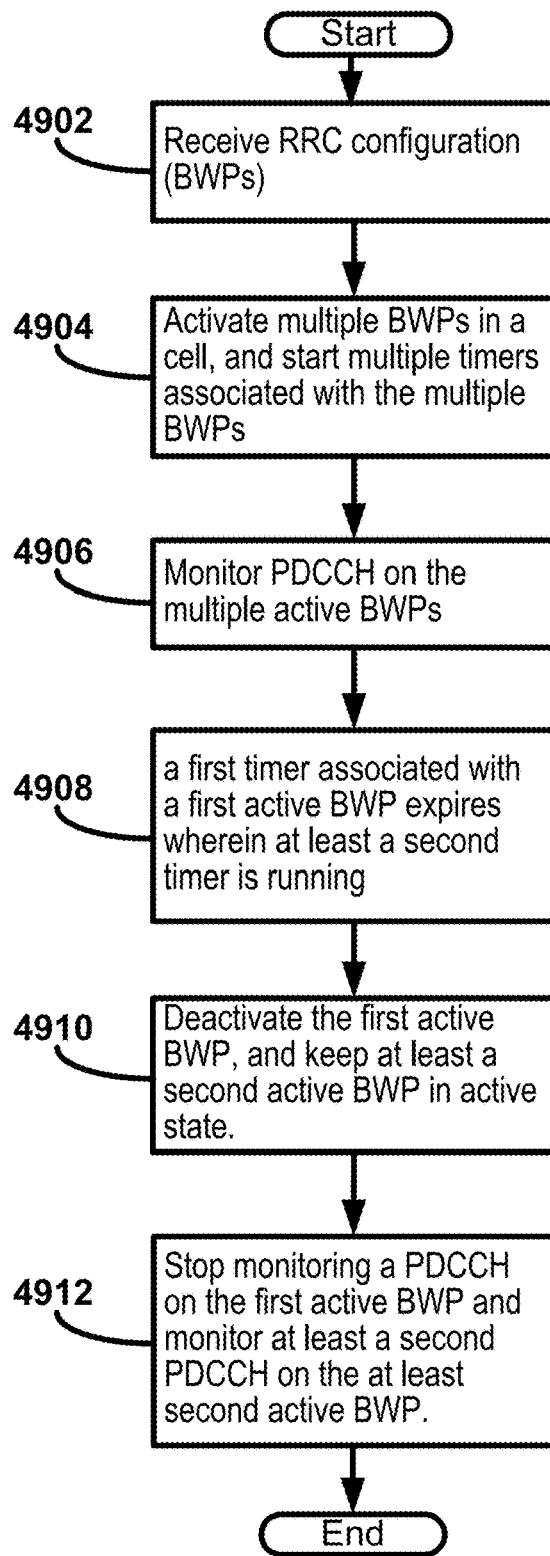 Start
4902
Receive RRC configuration
(BWPs)
4904
Activate multiple BWPs in a
cell, and start multiple timers
associated with the multiple
BWPs
4906
Monitor PDCCH on the
multiple active BWPs
4908
a first timer associated with
a first active BWP expires
wherein at least a second
timer is running
4910
Deactivate the first active
BWP, and keep at least a
second active BWP in active
state.
4912
Stop monitoring a PDCCH
on the first active BWP and
monitor at least a second
PDCCH on the at least
second active BWP.
End